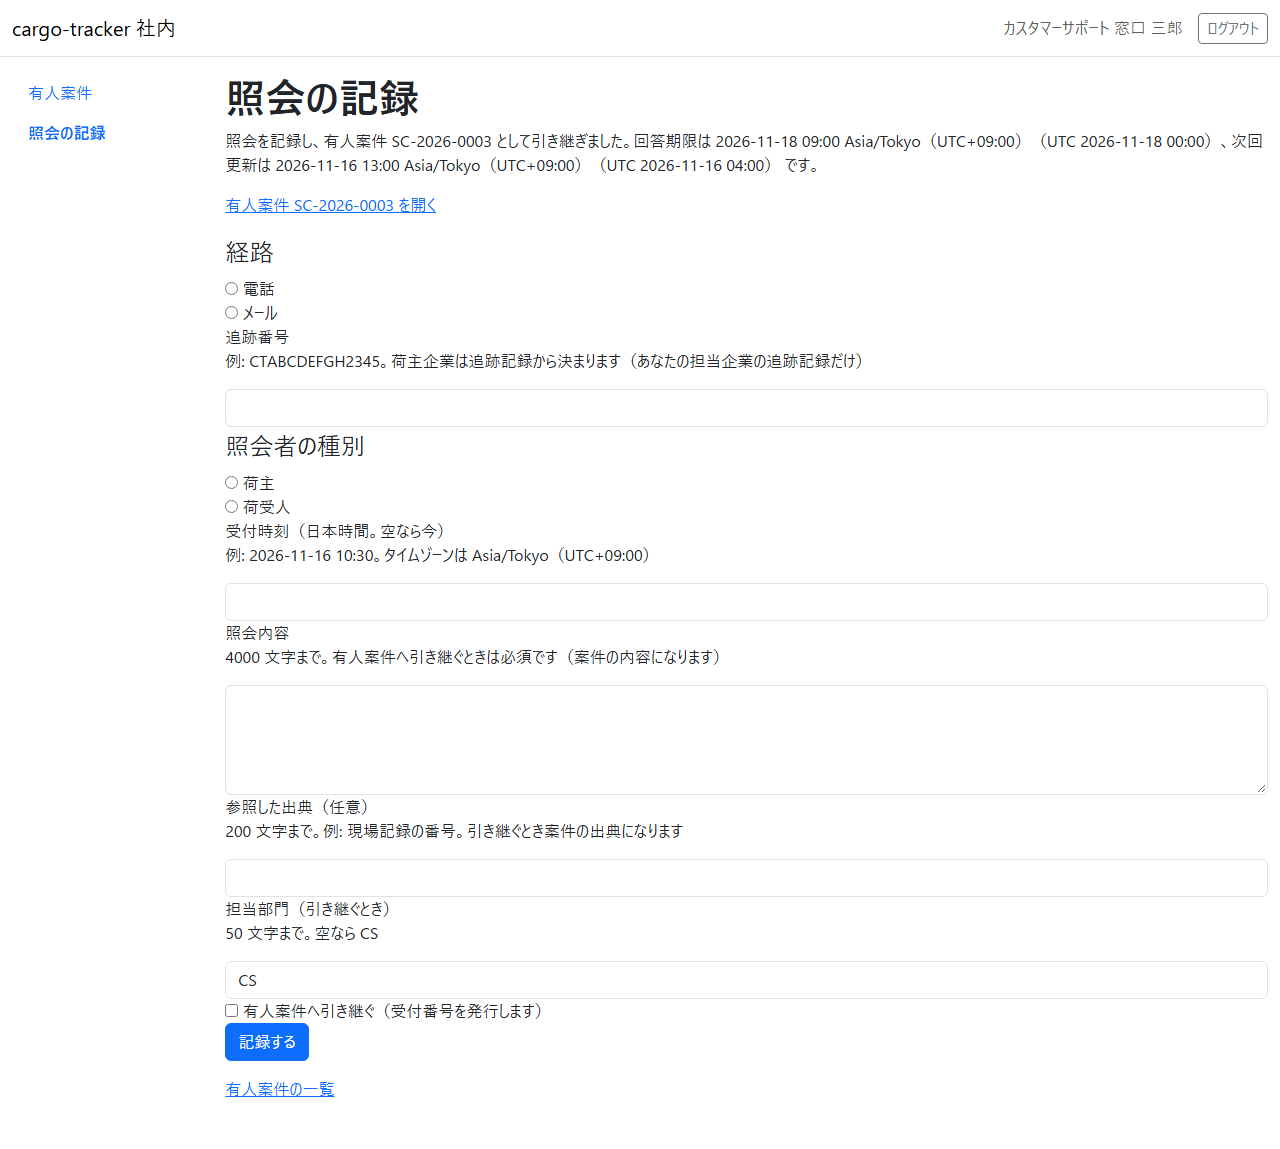 cargo-tracker 社内
カスタマーサポート 窓口 三郎
ログアウト
有人案件
照会の記録
照会の記録
照会を記録し、有人案件 SC-2026-0003 として引き継ぎました。回答期限は 2026-11-18 09:00 Asia/Tokyo（UTC+09:00）（UTC 2026-11-18 00:00）、次回
更新は 2026-11-16 13:00 Asia/Tokyo（UTC+09:00）（UTC 2026-11-16 04:00） です。
有人案件 SC-2026-0003 を開く
経路
電話
メール
追跡番号
例: CTABCDEFGH2345。荷主企業は追跡記録から決まります（あなたの担当企業の追跡記録だけ）
照会者の種別
荷主
荷受人
受付時刻（日本時間。空なら今）
例: 2026-11-16 10:30。タイムゾーンは Asia/Tokyo（UTC+09:00）
照会内容
4000 文字まで。有人案件へ引き継ぐときは必須です（案件の内容になります）
参照した出典（任意）
200 文字まで。例: 現場記録の番号。引き継ぐとき案件の出典になります
担当部門（引き継ぐとき）
50 文字まで。空なら CS
CS
有人案件へ引き継ぐ（受付番号を発行します）
記録する
有人案件の一覧